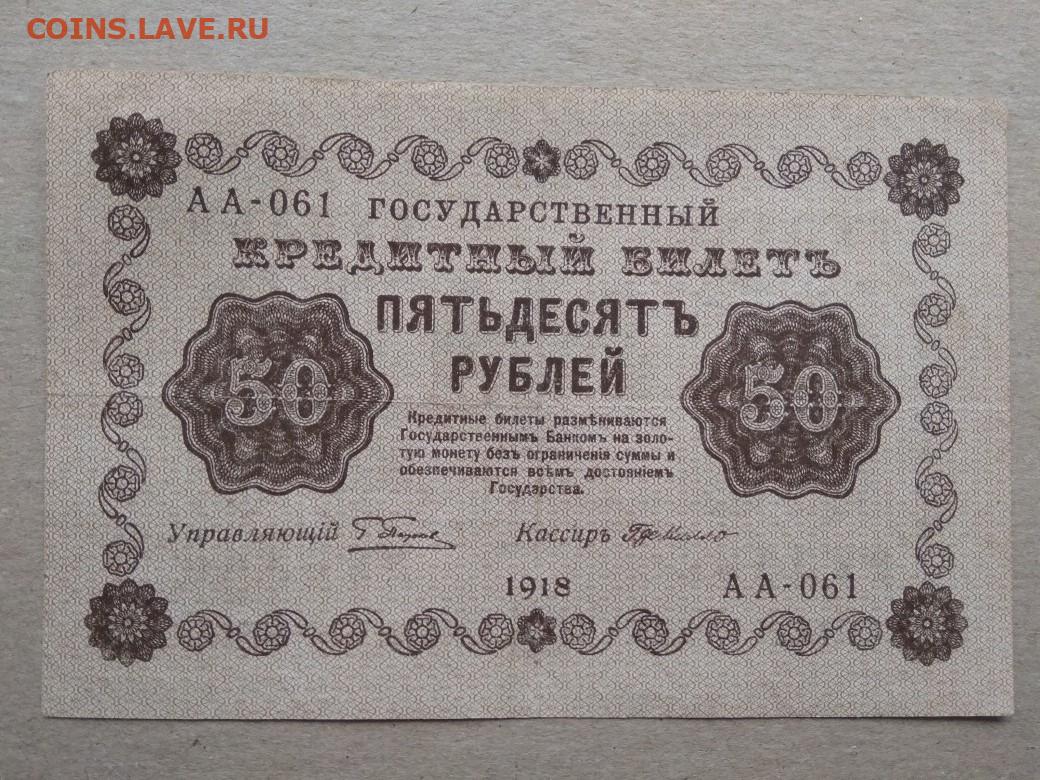 COINS.LAVE.RU
АА-061 ГОСУДАРСТВЕННЫЙ
КРЕДИТНЫЙ БИЛЕТЪ
ПЯТЬДЕСЯТЪ
РУБЛЕЙ
50 50
Кредитные билеты размѣниваются
Государственнымъ Банкомъ на золо-
тую монету безъ ограниченія суммы и
обезпечиваются всѣмъ достояніемъ
Государства.
Управляющій Кассиръ
1918 АА-061